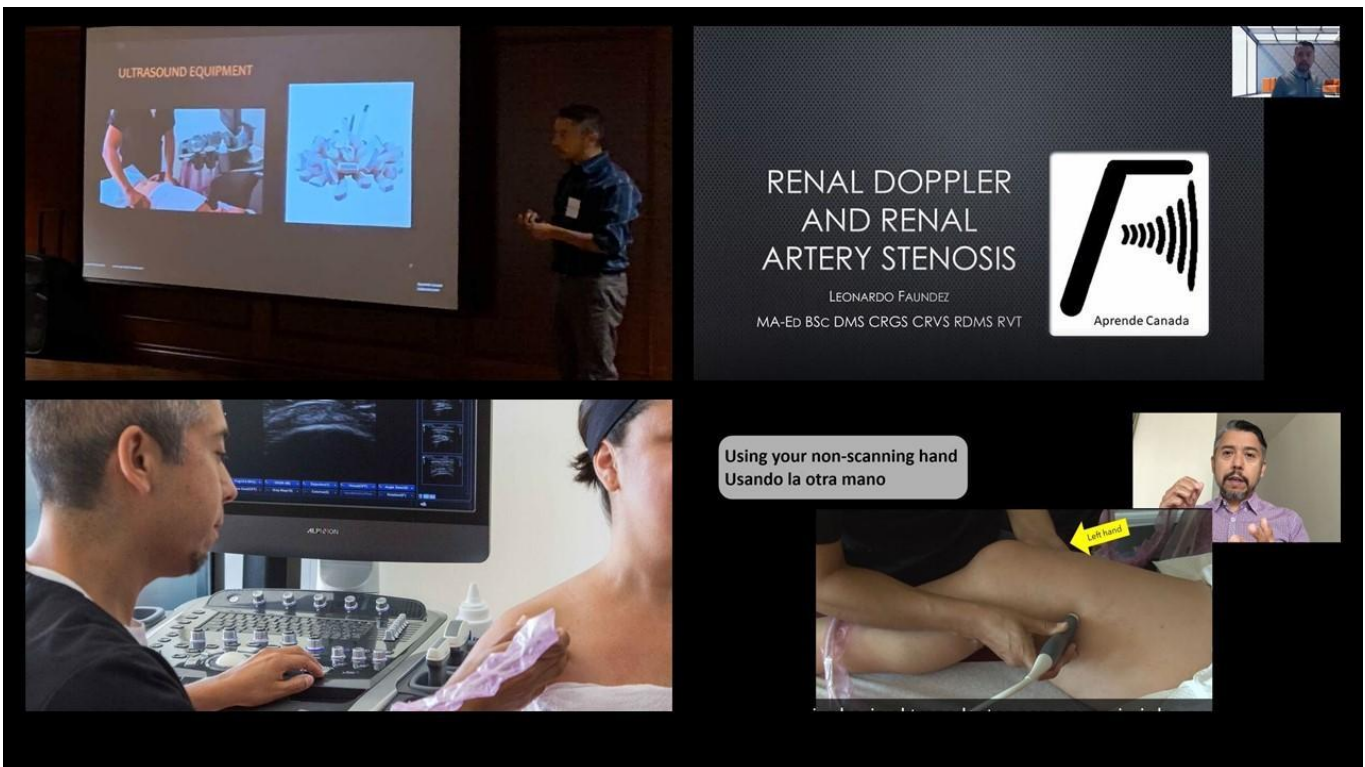 ULTRASOUND EQUIPMENT
RENAL DOPPLER
AND RENAL
ARTERY STENOSIS
LEONARDO FAUNDEZ
MA-ED BSC DMS CRGS CRVS RDMS RVT
Aprende Canada
ALPINION
Using your non-scanning hand
Usando la otra mano
Left hand